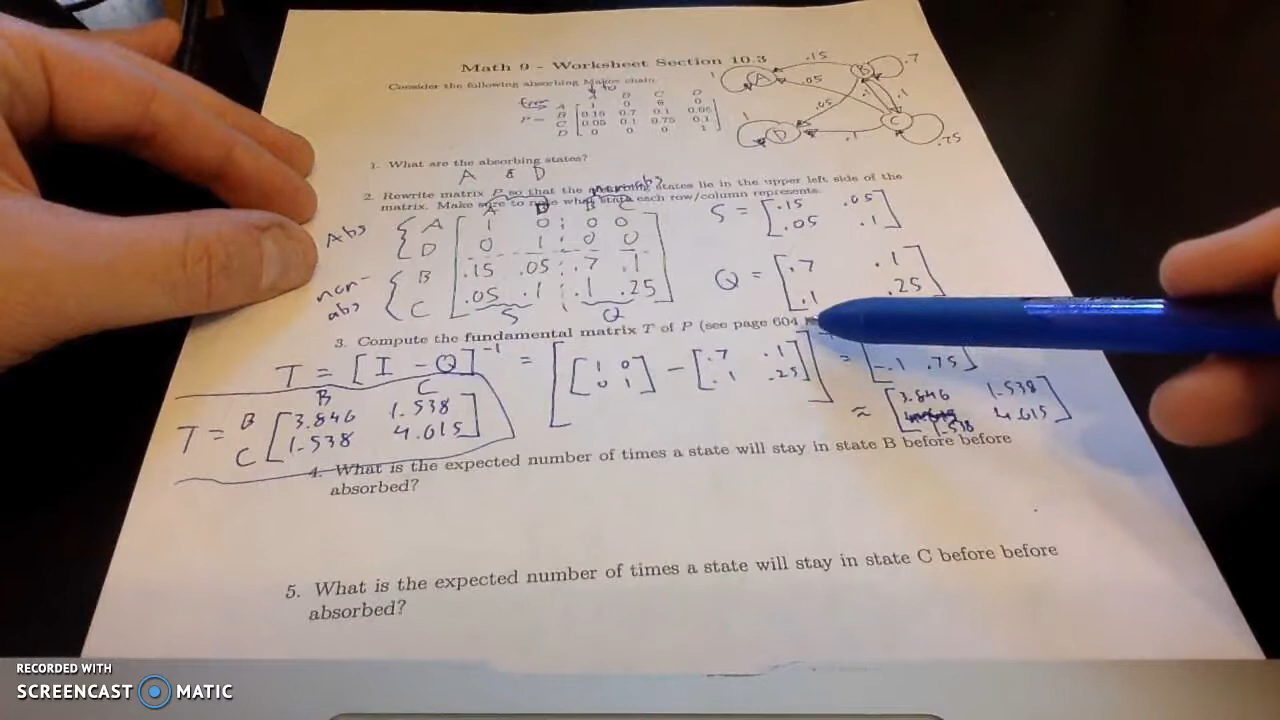 Math 9 - Worksheet Section 10.3
Consider the following absorbing Markov chain.
from
to
A B C D
P =
A 1 0 0 0
B 0.15 0.7 0.1 0.05
C 0.05 0.1 0.75 0.1
D 0 0 0 1
1 A .15 B .7
.05
.05 .1 .1
1 D .1 C .75
1. What are the absorbing states?
A & D
2. Rewrite matrix P so that the absorbing states lie in the upper left side of the
matrix. Make sure to note what state each row/column represents.
A D B C
Abs { A 1 0 0 0
D 0 1 0 0
non-abs { B .15 .05 .7 .1
C .05 .1 .1 .25
S Q
S = [.15 .05
.05 .1]
Q = [.7 .1
.1 .25]
3. Compute the fundamental matrix T of P (see page 604
T = [I - Q]⁻¹ = [[1 0
0 1] - [.7 .1
.1 .25]] =
-.1 .75]
≈ [3.846 1.538
1.538 4.615]
B C
T = B [3.846 1.538
C 1.538 4.615]
4. What is the expected number of times a state will stay in state B before before
absorbed?
5. What is the expected number of times a state will stay in state C before before
absorbed?
RECORDED WITH
SCREENCAST MATIC